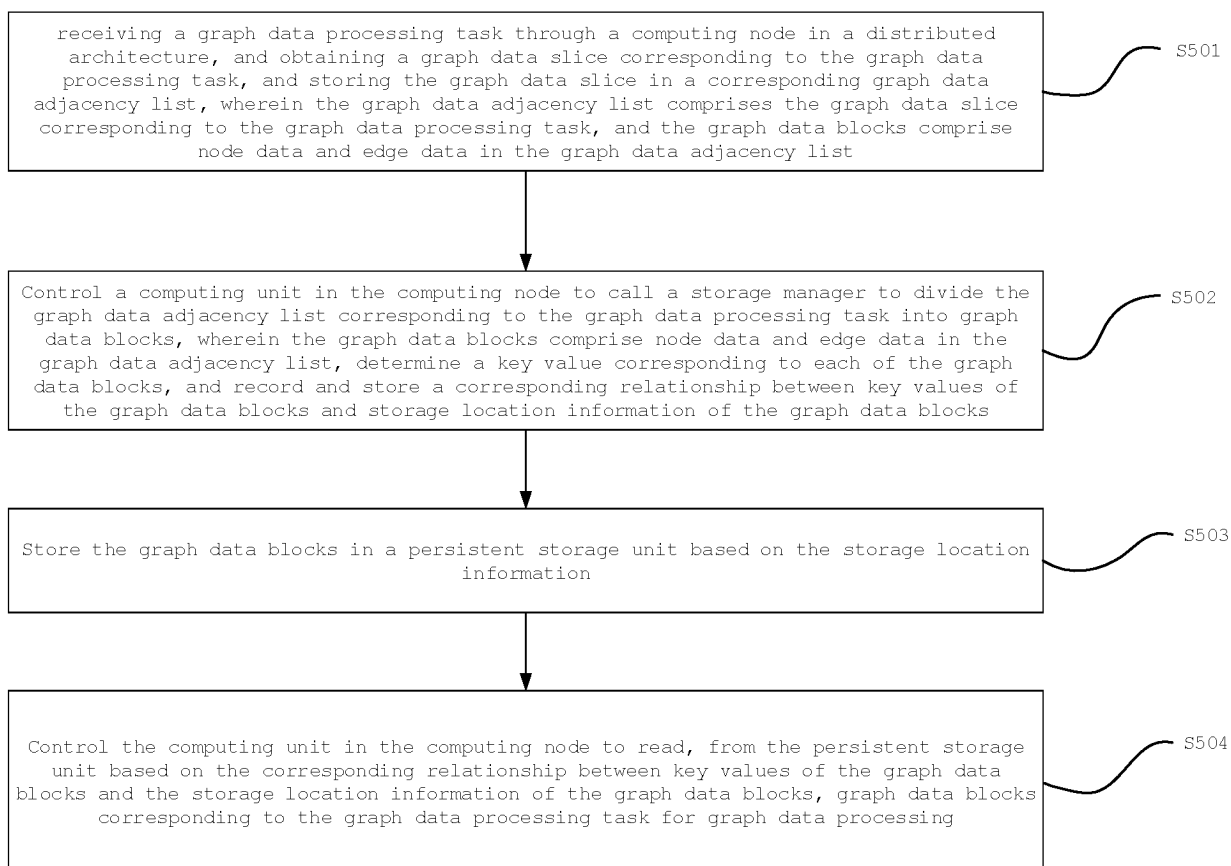 receiving a graph data processing task through a computing node in a distributed
architecture, and obtaining a graph data slice corresponding to the graph data
processing task, and storing the graph data slice in a corresponding graph data
adjacency list, wherein the graph data adjacency list comprises the graph data slice
corresponding to the graph data processing task, and the graph data blocks comprise
node data and edge data in the graph data adjacency list
S501
Control a computing unit in the computing node to call a storage manager to divide the
graph data adjacency list corresponding to the graph data processing task into graph
data blocks, wherein the graph data blocks comprise node data and edge data in the
graph data adjacency list, determine a key value corresponding to each of the graph
data blocks, and record and store a corresponding relationship between key values of
the graph data blocks and storage location information of the graph data blocks
S502
Store the graph data blocks in a persistent storage unit based on the storage location
information
S503
Control the computing unit in the computing node to read, from the persistent storage
unit based on the corresponding relationship between key values of the graph data
blocks and the storage location information of the graph data blocks, graph data blocks
corresponding to the graph data processing task for graph data processing
S504